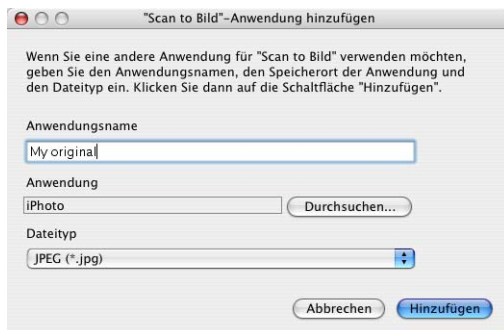 "Scan to Bild"-Anwendung hinzufügen
Wenn Sie eine andere Anwendung für "Scan to Bild" verwenden möchten,
geben Sie den Anwendungsnamen, den Speicherort der Anwendung und
den Dateityp ein. Klicken Sie dann auf die Schaltfläche "Hinzufügen".
Anwendungsname
My original
Anwendung
iPhoto
Durchsuchen...
Dateityp
JPEG (*.jpg)
Abbrechen
Hinzufügen